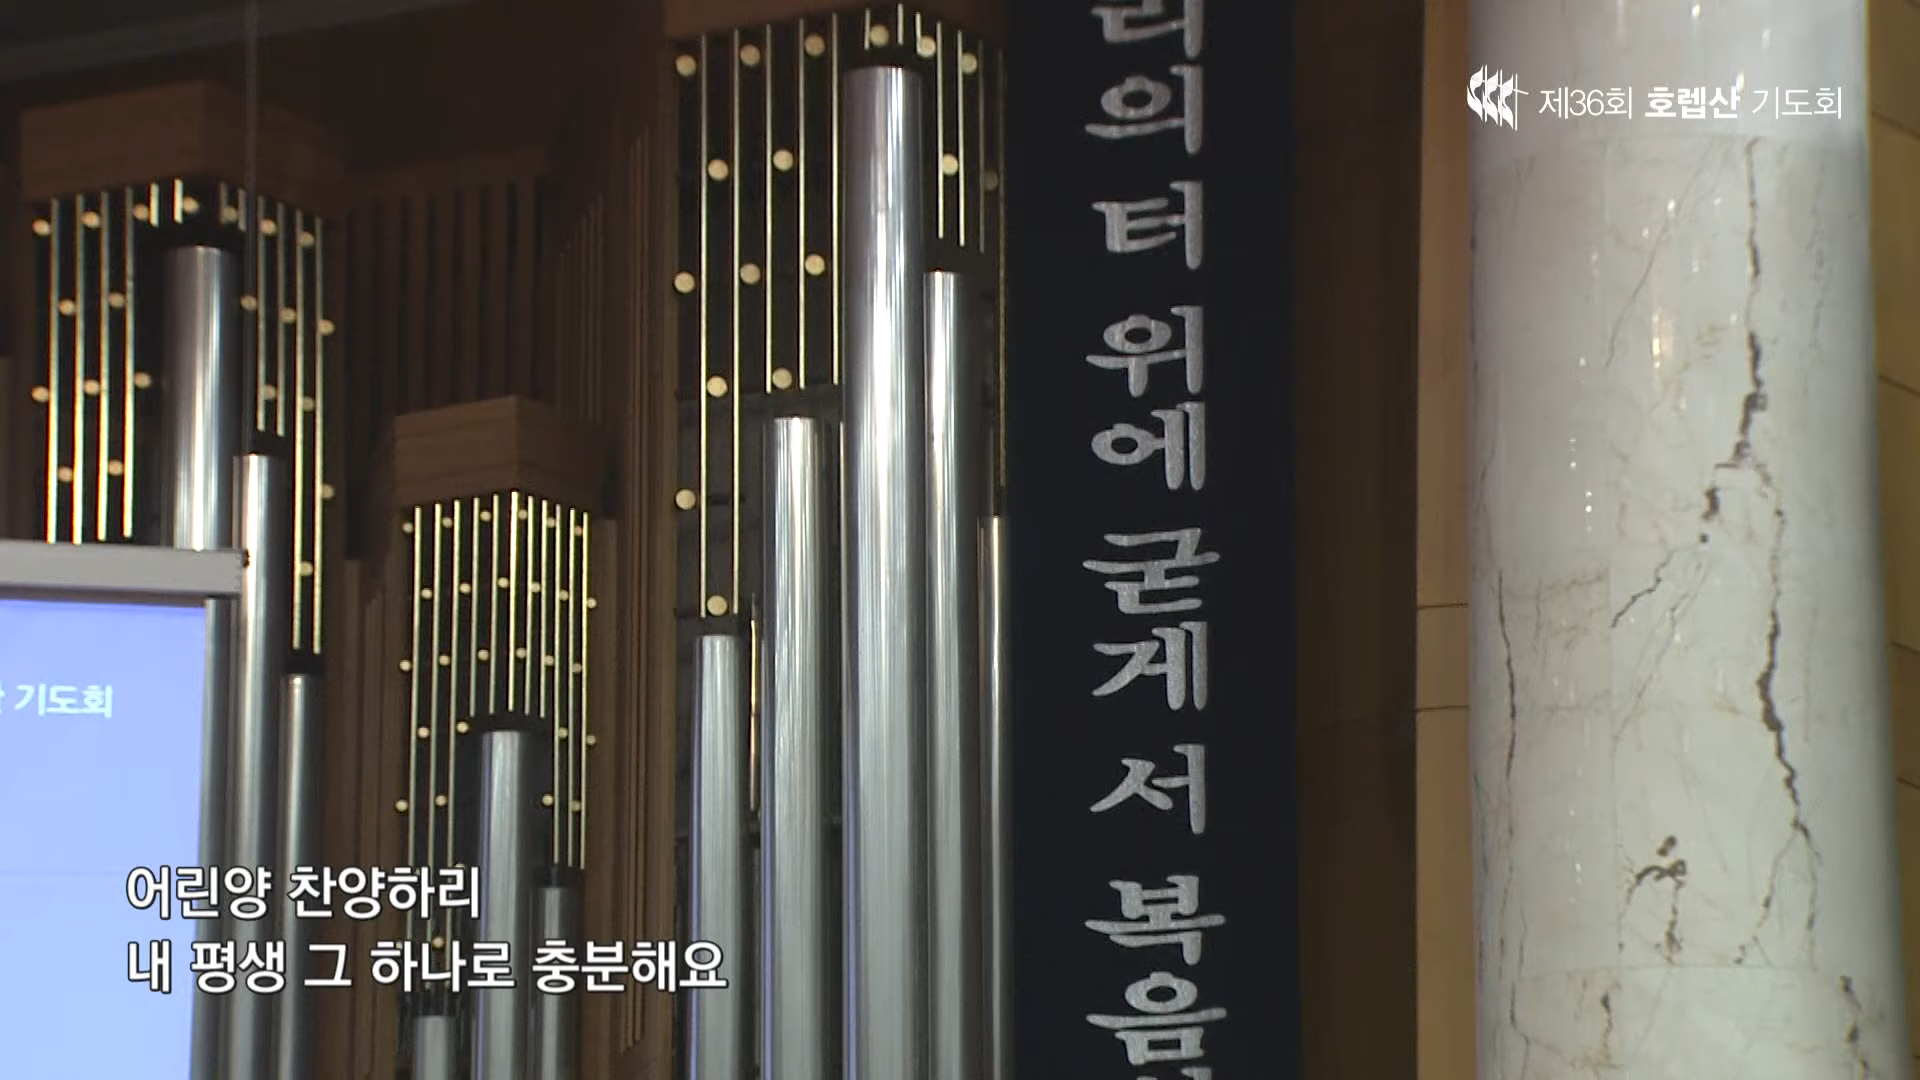 제36회 호렙산 기도회
리의 터 위에 굳게 서 복음
기도회
어린양 찬양하리
내 평생 그 하나로 충분해요